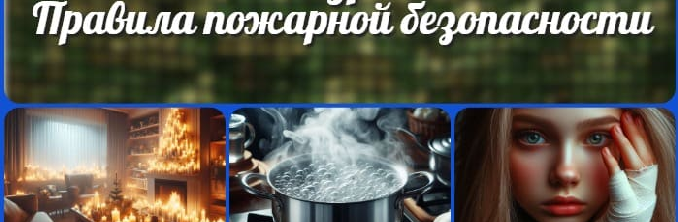 Правила пожарной безопасности